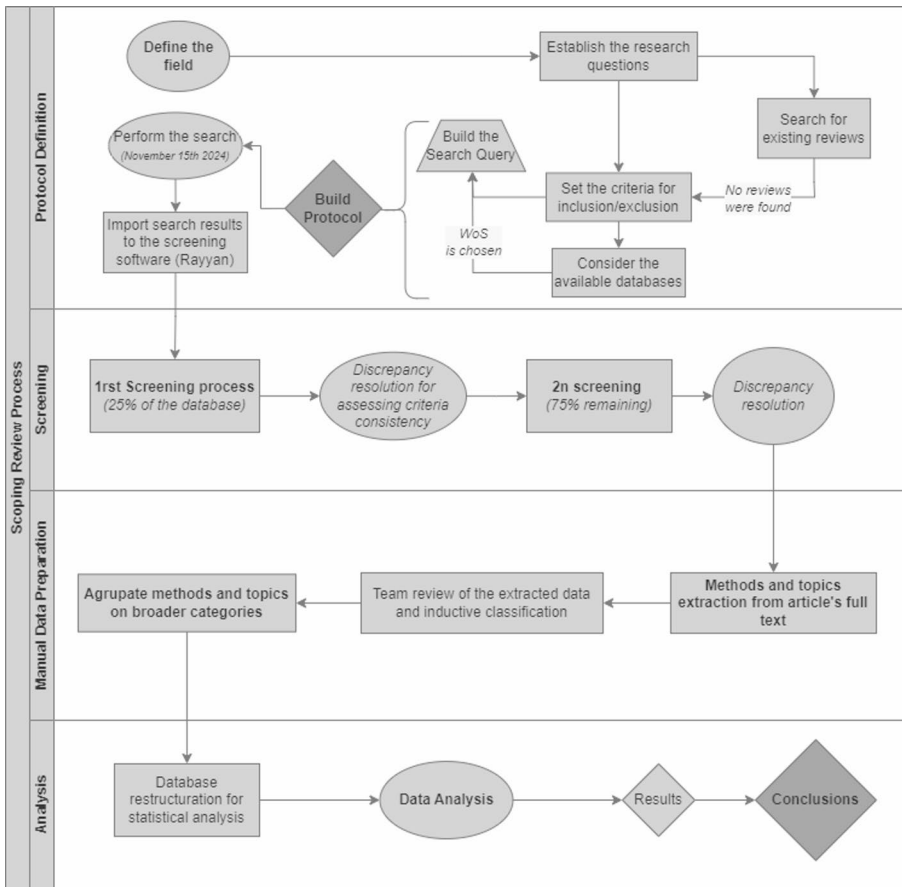 Scoping Review Process
Protocol Definition
Define the
field
Establish the research
questions
Search for
existing reviews
No reviews
were found
Set the criteria for
inclusion/exclusion
Consider the
available databases
WoS
is chosen
Build the
Search Query
Build
Protocol
Perform the search
(November 15th 2024)
Import search results
to the screening
software (Rayyan)
Screening
1rst Screening process
(25% of the database)
Discrepancy
resolution for
assessing criteria
consistency
2n screening
(75% remaining)
Discrepancy
resolution
Manual Data Preparation
Methods and topics
extraction from article's full
text
Team review of the extracted data
and inductive classification
Agrupate methods and topics
on broader categories
Analysis
Database
restructuration for
statistical analysis
Data Analysis
Results
Conclusions